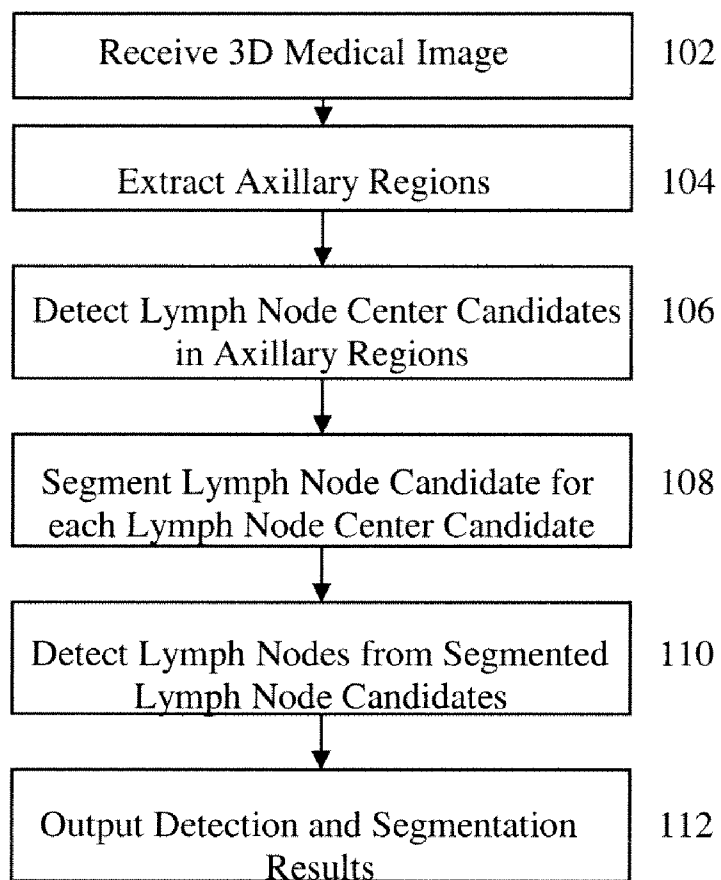 Receive 3D Medical Image 102
Extract Axillary Regions 104
Detect Lymph Node Center Candidates 106
in Axillary Regions
Segment Lymph Node Candidate for 108
each Lymph Node Center Candidate
Detect Lymph Nodes from Segmented 110
Lymph Node Candidates
Output Detection and Segmentation 112
Results